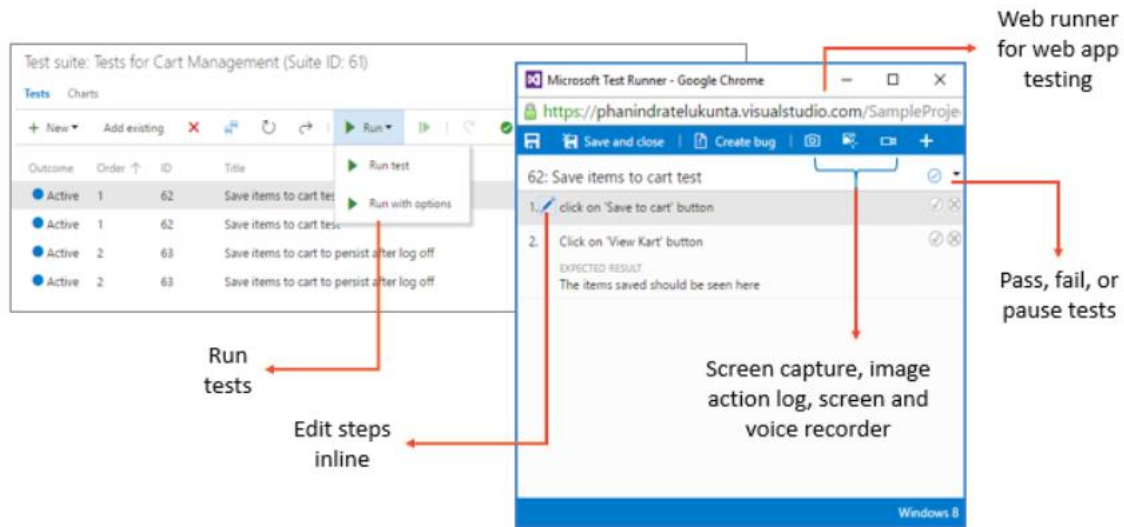 Test suite: Tests for Cart Management (Suite ID: 61)
Tests Charts
+ New Add existing Run
Run test
Run with options
Outcome Order ↑ ID Title
Active 1 62 Save items to cart tes
Active 1 62 Save items to cart test
Active 2 63 Save items to cart to persist after log off
Active 2 63 Save items to cart to persist after log off
Microsoft Test Runner - Google Chrome
https://phanindratelukunta.visualstudio.com/SampleProje
Save and close | Create bug
62: Save items to cart test
1. click on 'Save to cart' button
2. Click on 'View Kart' button
EXPECTED RESULT
The items saved should be seen here
Windows 8
Web runner
for web app
testing
Pass, fail, or
pause tests
Screen capture, image
action log, screen and
voice recorder
Run
tests
Edit steps
inline